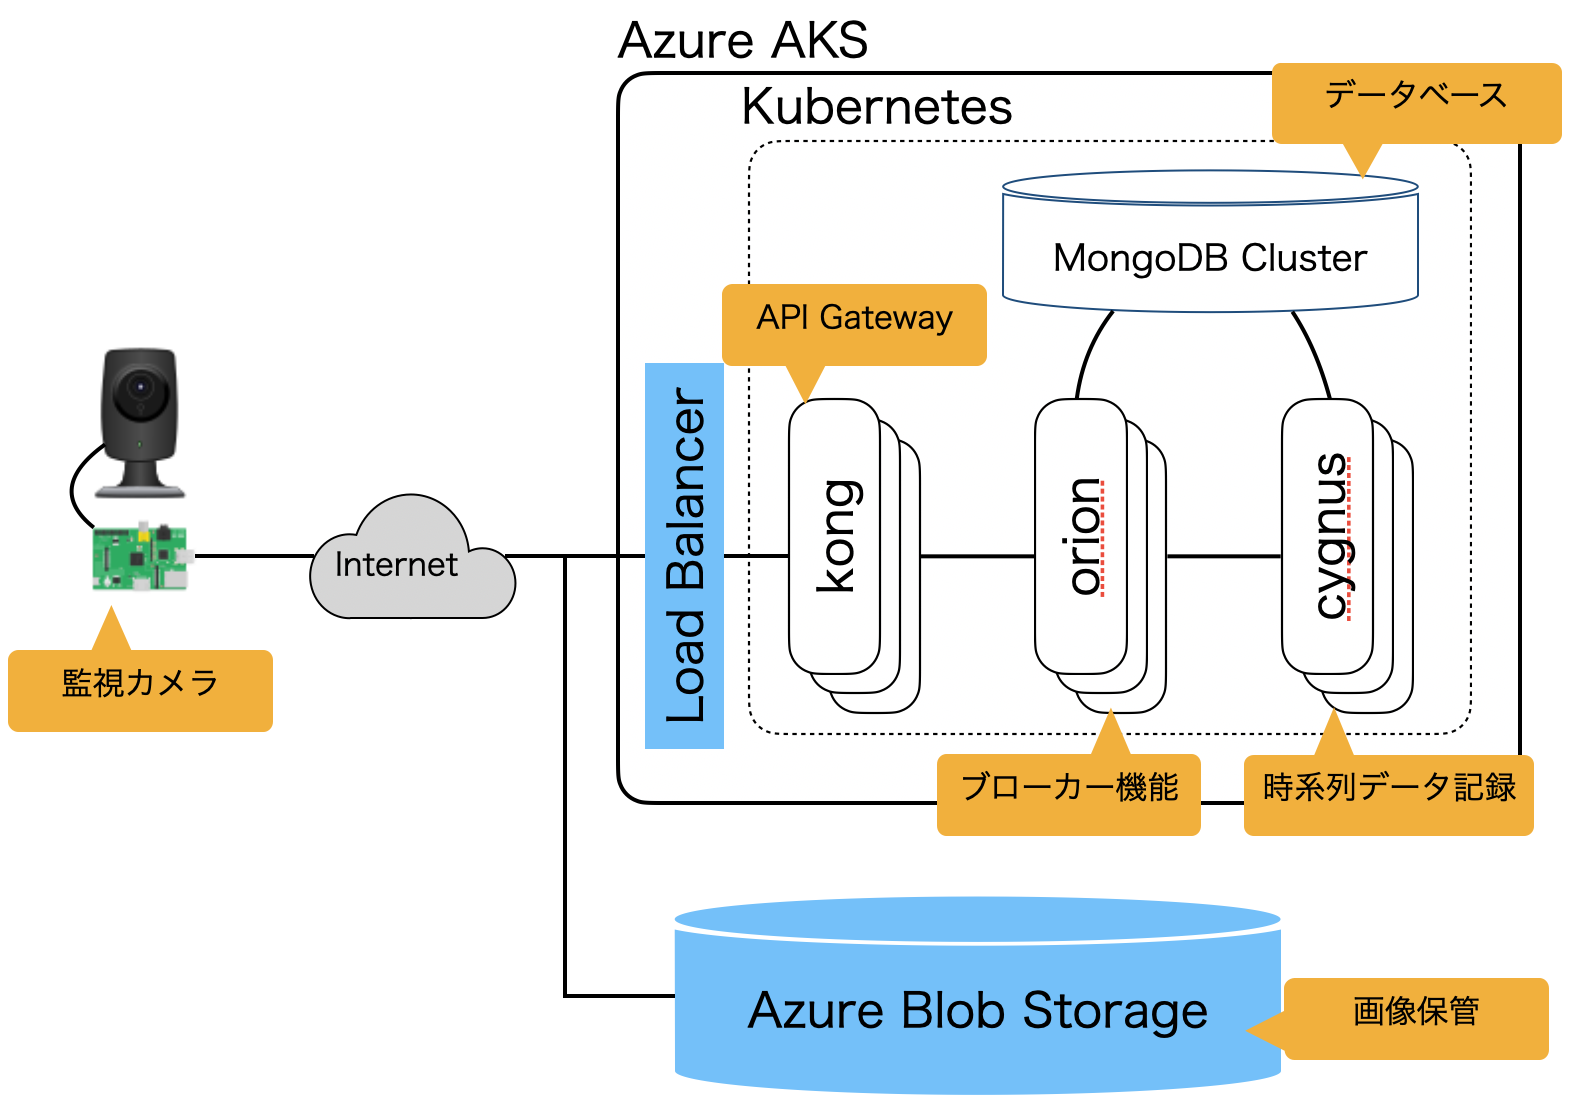 Azure AKS
Kubernetes
データベース
MongoDB Cluster
API Gateway
Load Balancer
kong
orion
cygnus
Internet
監視カメラ
ブローカー機能
時系列データ記録
Azure Blob Storage
画像保管